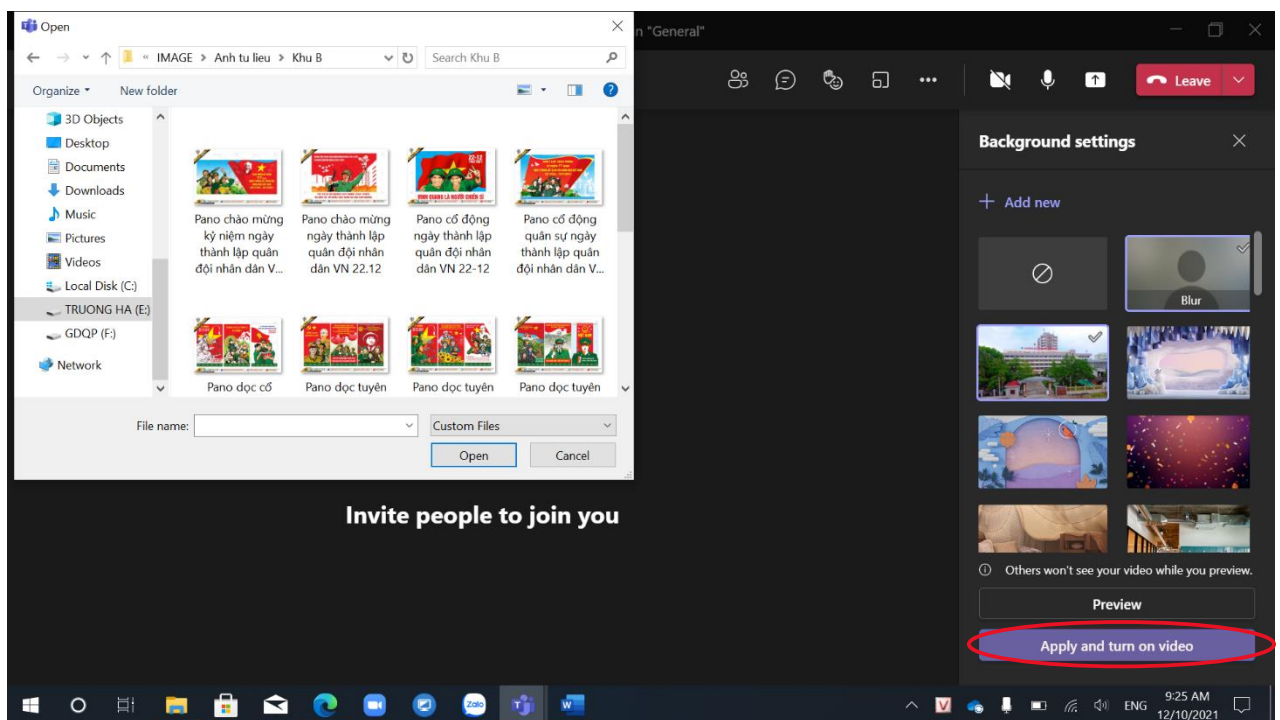 Open
in "General"
« IMAGE > Anh tu lieu > Khu B
Search Khu B
Leave
Organize
New folder
3D Objects
Desktop
Documents
Downloads
Music
Pictures
Videos
Local Disk (C:)
TRUONG HA (E:)
GDQP (F:)
Network
Pano chào mừng
kỷ niệm ngày
thành lập quân
đội nhân dân V...
Pano chào mừng
ngày thành lập
quân đội nhân
dân VN 22.12
Pano cổ động
ngày thành lập
quân đội nhân
dân VN 22-12
Pano cổ động
quân sự ngày
thành lập quân
đội nhân dân V...
Pano dọc cổ
Pano dọc tuyên
Pano dọc tuyên
Pano dọc tuyên
File name:
Custom Files
Open
Cancel
Invite people to join you
Background settings
+ Add new
Blur
Others won't see your video while you preview.
Preview
Apply and turn on video
Zalo
ENG
9:25 AM
12/10/2021